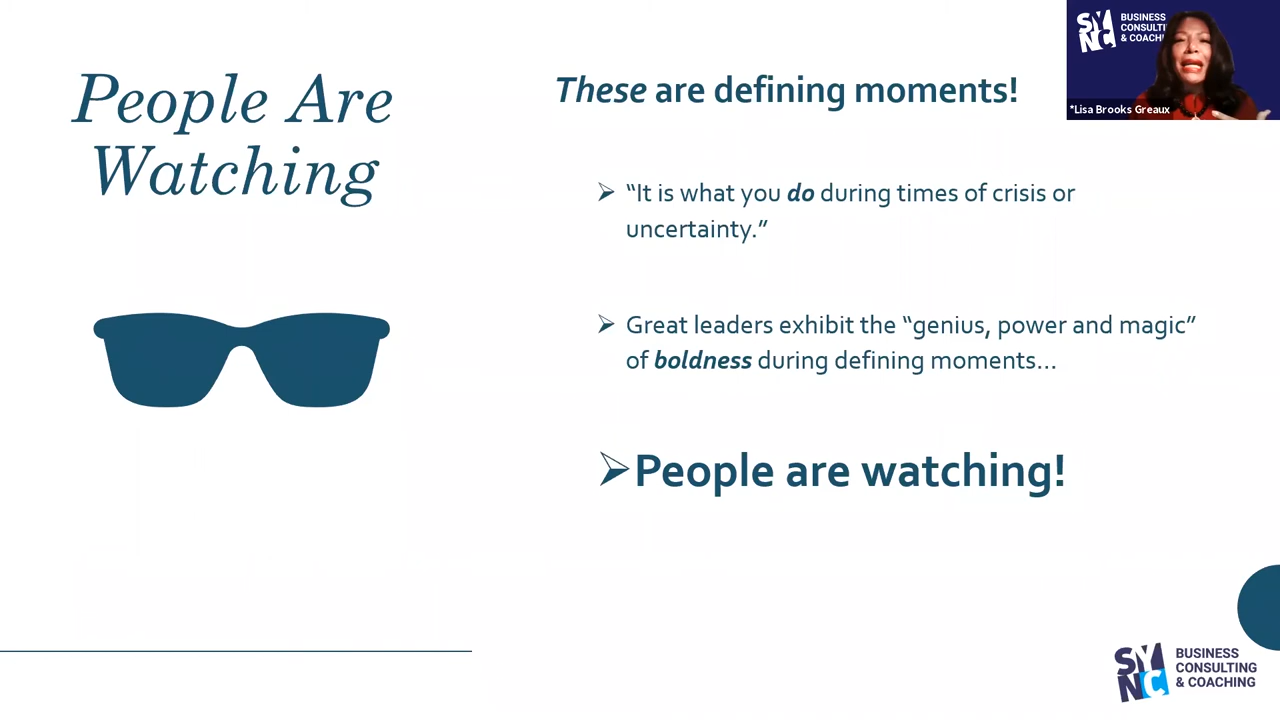 People Are
Watching
These are defining moments!
➢ “It is what you do during times of crisis or
uncertainty.”
➢ Great leaders exhibit the “genius, power and magic”
of boldness during defining moments...
➢People are watching!
SYNC
BUSINESS
CONSULTI
& COACHI
*Lisa Brooks Greaux
SYNC
BUSINESS
CONSULTING
& COACHING